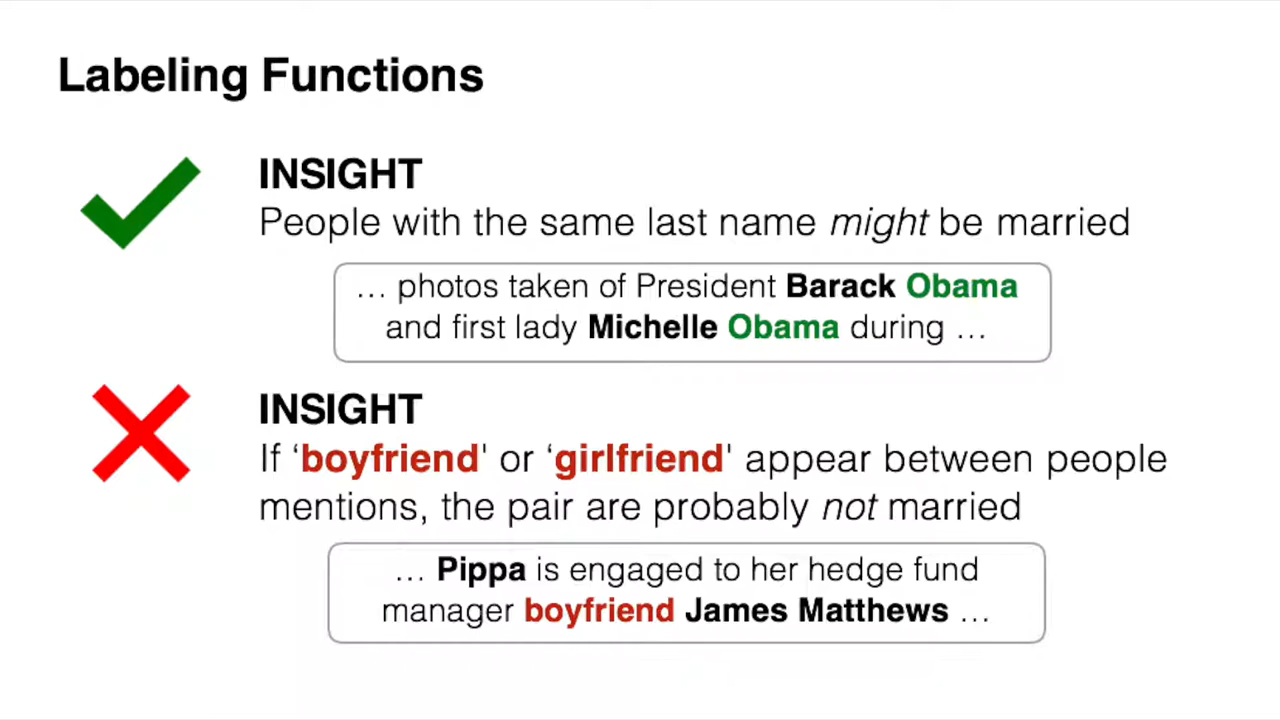 Labeling Functions
INSIGHT
People with the same last name might be married
… photos taken of President Barack Obama
and first lady Michelle Obama during …
INSIGHT
If ‘boyfriend' or ‘girlfriend' appear between people
mentions, the pair are probably not married
… Pippa is engaged to her hedge fund
manager boyfriend James Matthews …